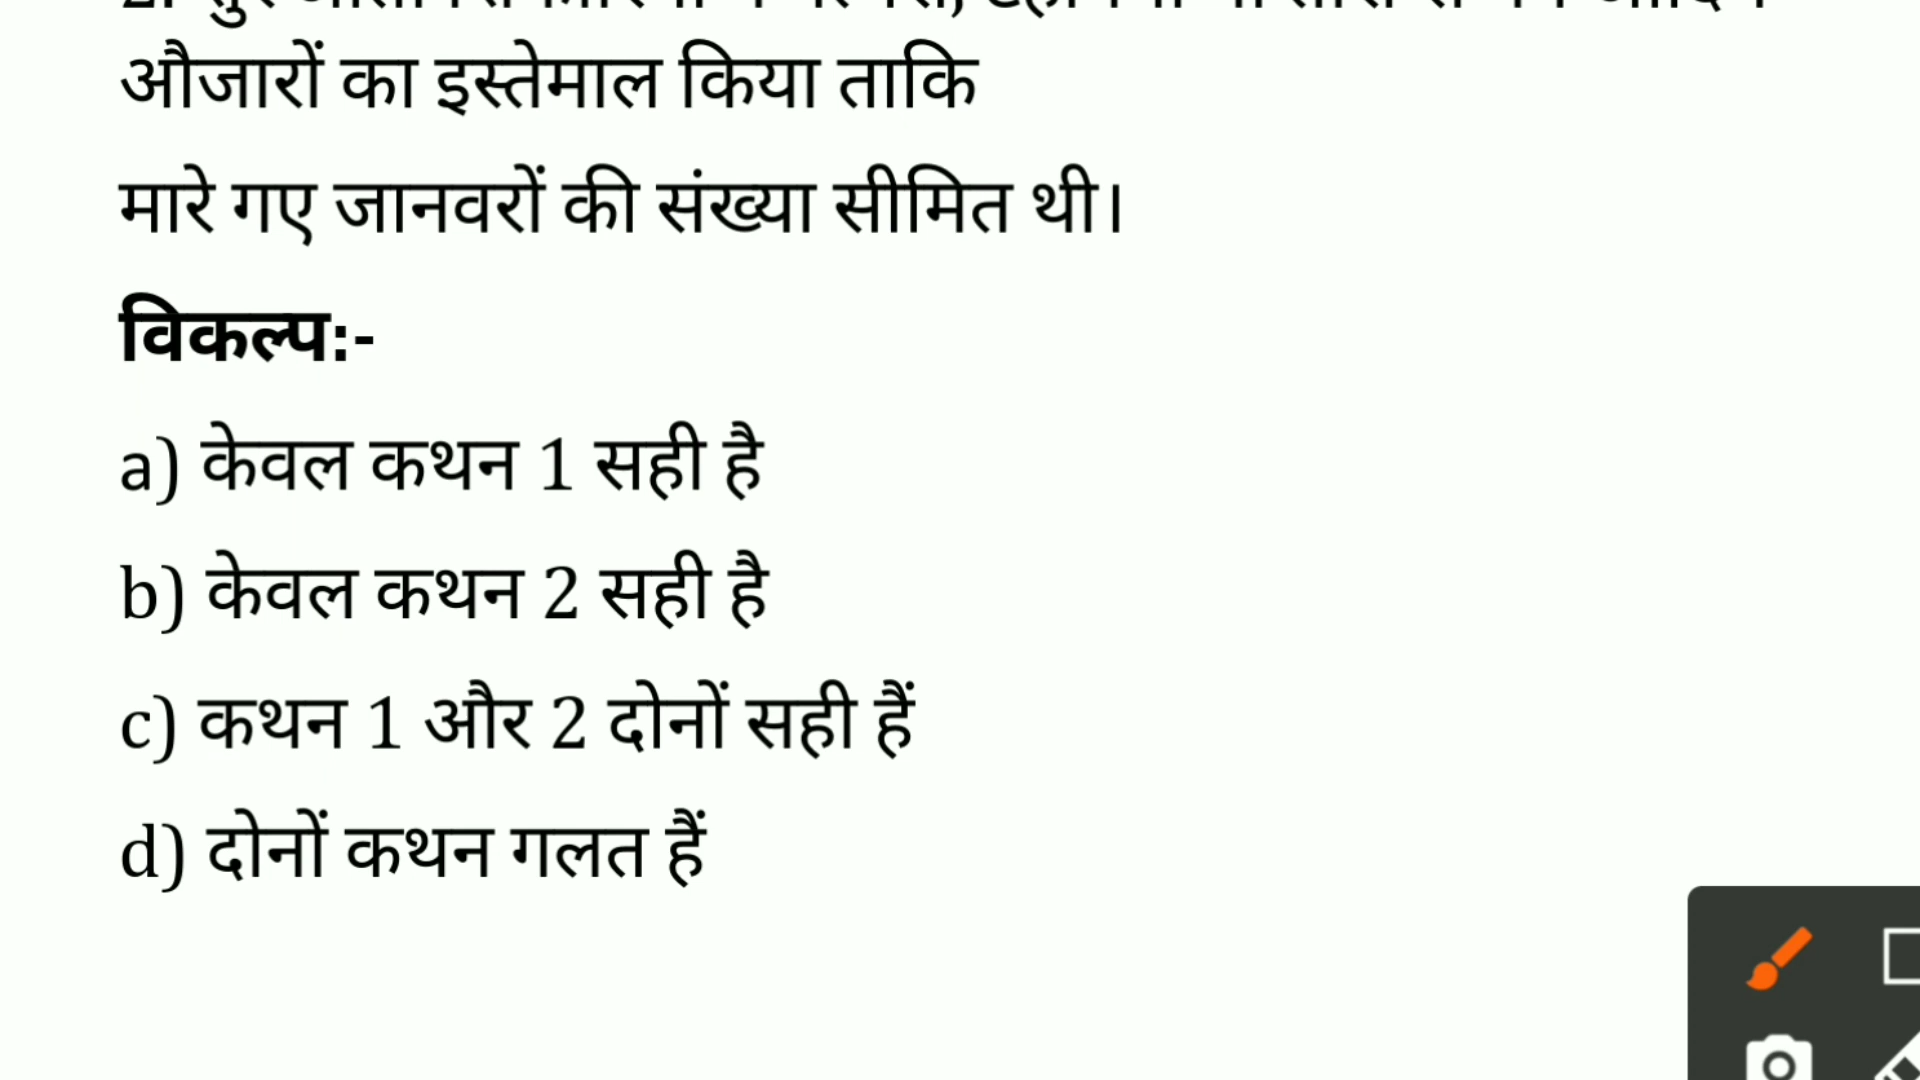 औजारों का इस्तेमाल किया ताकि
मारे गए जानवरों की संख्या सीमित थी।
विकल्प:-
a) केवल कथन 1 सही है
b) केवल कथन 2 सही है
c) कथन 1 और 2 दोनों सही हैं
d) दोनों कथन गलत हैं